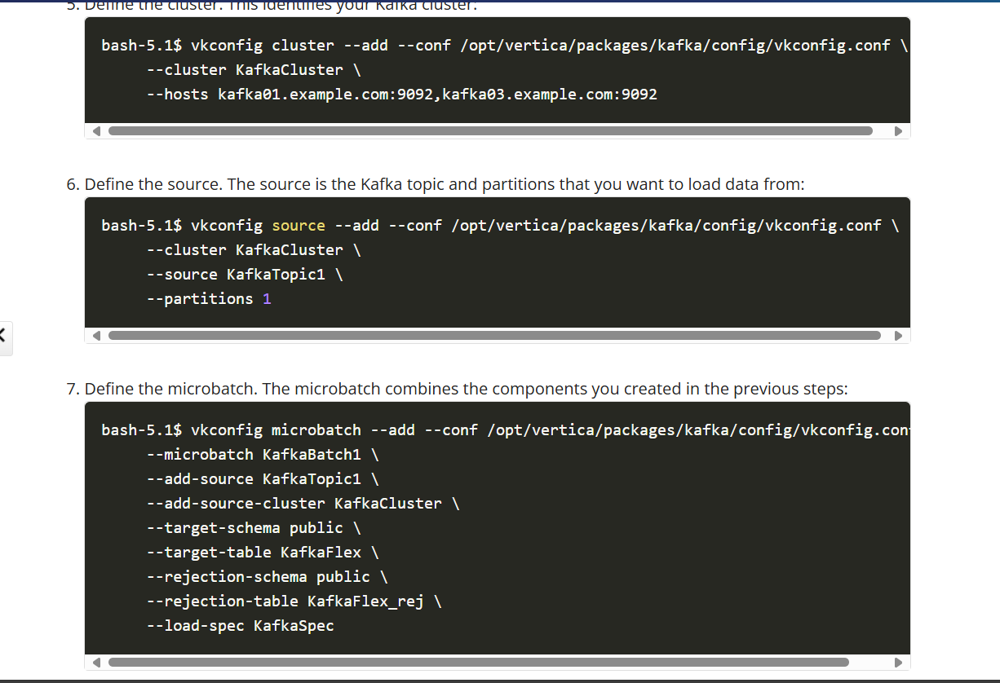 5. Define the cluster. This identifies your Kafka cluster:
bash-5.1$ vkconfig cluster --add --conf /opt/vertica/packages/kafka/config/vkconfig.conf \
--cluster KafkaCluster \
--hosts kafka01.example.com:9092,kafka03.example.com:9092
6. Define the source. The source is the Kafka topic and partitions that you want to load data from:
bash-5.1$ vkconfig source --add --conf /opt/vertica/packages/kafka/config/vkconfig.conf \
--cluster KafkaCluster \
--source KafkaTopic1 \
--partitions 1
7. Define the microbatch. The microbatch combines the components you created in the previous steps:
bash-5.1$ vkconfig microbatch --add --conf /opt/vertica/packages/kafka/config/vkconfig.con
--microbatch KafkaBatch1 \
--add-source KafkaTopic1 \
--add-source-cluster KafkaCluster \
--target-schema public \
--target-table KafkaFlex \
--rejection-schema public \
--rejection-table KafkaFlex_rej \
--load-spec KafkaSpec